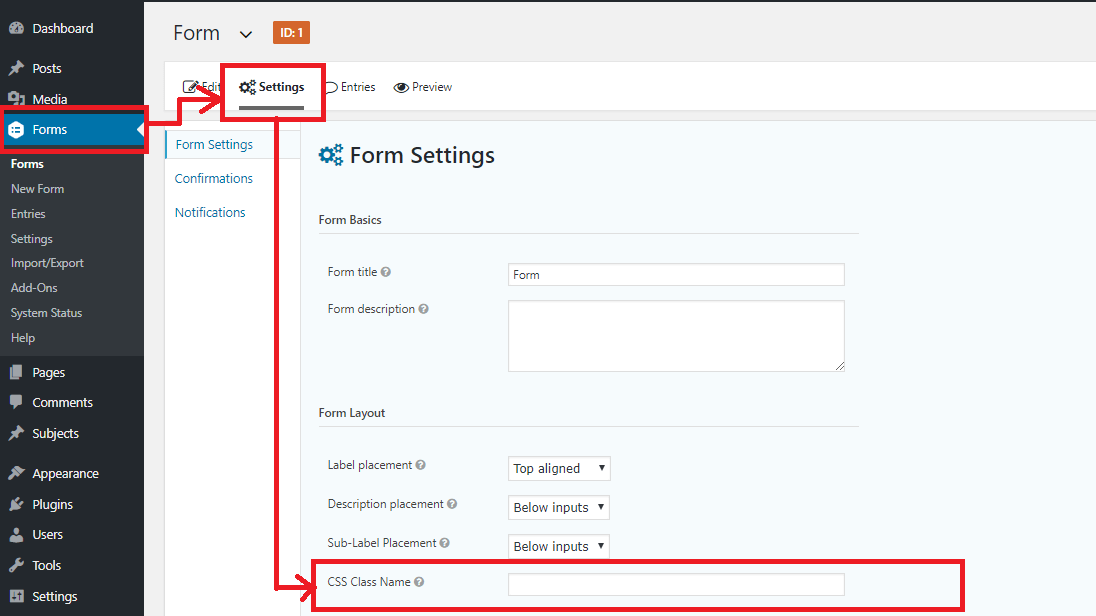 Dashboard
Posts
Media
Forms
Forms
New Form
Entries
Settings
Import/Export
Add-Ons
System Status
Help
Pages
Comments
Subjects
Appearance
Plugins
Users
Tools
Settings
Form ID: 1
Edit Settings Entries Preview
Form Settings
Confirmations
Notifications
Form Settings
Form Basics
Form title ? Form
Form description ?
Form Layout
Label placement ? Top aligned
Description placement ? Below inputs
Sub-Label Placement ? Below inputs
CSS Class Name ?